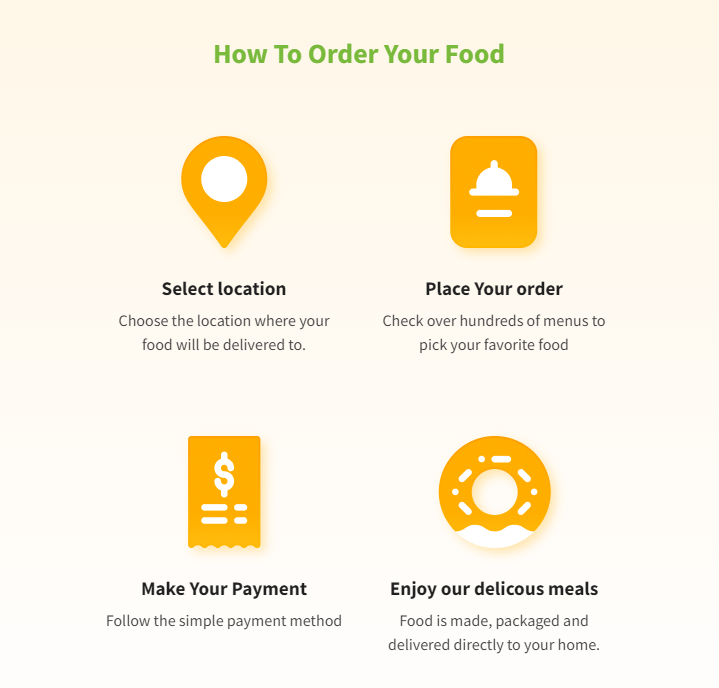 How To Order Your Food
Select location
Choose the location where your
food will be delivered to.
Place Your order
Check over hundreds of menus to
pick your favorite food
$
Make Your Payment
Follow the simple payment method
Enjoy our delicous meals
Food is made, packaged and
delivered directly to your home.